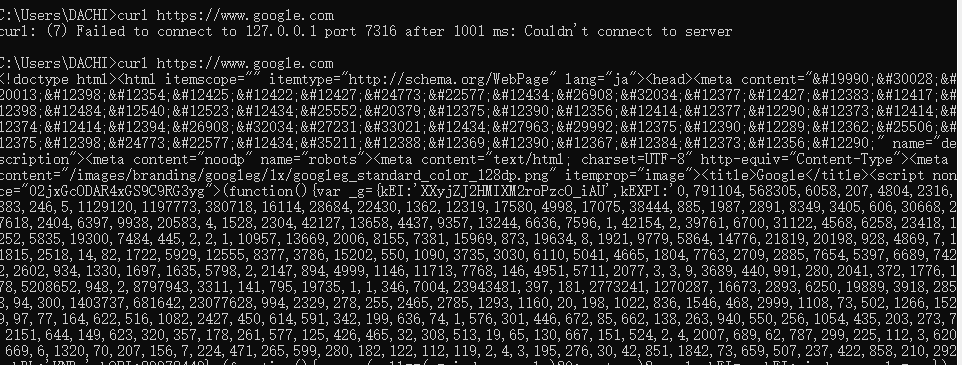 C:\Users\DACHI>curl https://www.google.com
curl: (7) Failed to connect to 127.0.0.1 port 7316 after 1001 ms: Couldn't connect to server
C:\Users\DACHI>curl https://www.google.com
<!doctype html><html itemscope="" itemtype="http://schema.org/WebPage" lang="ja"><head><meta content="&#19990;&#30028;&#
20013;&#12398;&#12354;&#12425;&#12422;&#12427;&#24773;&#22577;&#12434;&#26908;&#32034;&#12377;&#12427;&#12383;&#12417;&#
12398;&#12484;&#12540;&#12523;&#12434;&#25552;&#20379;&#12375;&#12390;&#12356;&#12414;&#12377;&#12290;&#12373;&#12414;&#
12374;&#12414;&#12394;&#26908;&#32034;&#27231;&#33021;&#12434;&#27963;&#29992;&#12375;&#12390;&#12289;&#12362;&#25506;&#
12375;&#12398;&#24773;&#22577;&#12434;&#35211;&#12388;&#12369;&#12390;&#12367;&#12384;&#12373;&#12356;&#12290;" name="de
scription"><meta content="noodp" name="robots"><meta content="text/html; charset=UTF-8" http-equiv="Content-Type"><meta
content="/images/branding/googleg/1x/googleg_standard_color_128dp.png" itemprop="image"><title>Google</title><script non
ce="02jxGcODAR4xGS9C9RG3yg">(function(){var _g={kEI:'XXyjZJ2HMIXM2roPzcO_iAU',kEXPI:'0,791104,568305,6058,207,4804,2316,
383,246,5,1129120,1197773,380718,16114,28684,22430,1362,12319,17580,4998,17075,38444,885,1987,2891,8349,3405,606,30668,2
7618,2404,6397,9938,20583,4,1528,2304,42127,13658,4437,9357,13244,6636,7596,1,42154,2,39761,6700,31122,4568,6258,23418,1
252,5835,19300,7484,445,2,2,1,10957,13669,2006,8155,7381,15969,873,19634,8,1921,9779,5864,14776,21819,20198,928,4869,7,1
1815,2518,14,82,1722,5929,12555,8377,3786,15202,550,1090,3735,3030,6110,5041,4665,1804,7763,2709,2885,7654,5397,6689,742
2,2602,934,1330,1697,1635,5798,2,2147,894,4999,1146,11713,7768,146,4951,5711,2077,3,3,9,3689,440,991,280,2041,372,1776,1
78,5208652,948,2,8797943,3311,141,795,19735,1,1,346,7004,23943481,397,181,2773241,1270287,16673,2893,6250,19889,3918,285
8,94,300,1403737,681642,23077628,994,2329,278,255,2465,2785,1293,1160,20,198,1022,836,1546,468,2999,1108,73,502,1266,152
9,97,77,164,622,516,1082,2427,450,614,591,342,199,636,74,1,576,301,446,672,85,662,138,263,940,550,256,1054,435,203,273,7
,2151,644,149,623,320,357,178,261,577,125,426,465,32,308,513,19,65,130,667,151,524,2,4,2007,689,62,787,299,225,112,3,620
,669,6,1320,70,207,156,7,224,471,265,599,280,182,122,112,119,2,4,3,195,276,30,42,851,1842,73,659,507,237,422,858,210,292